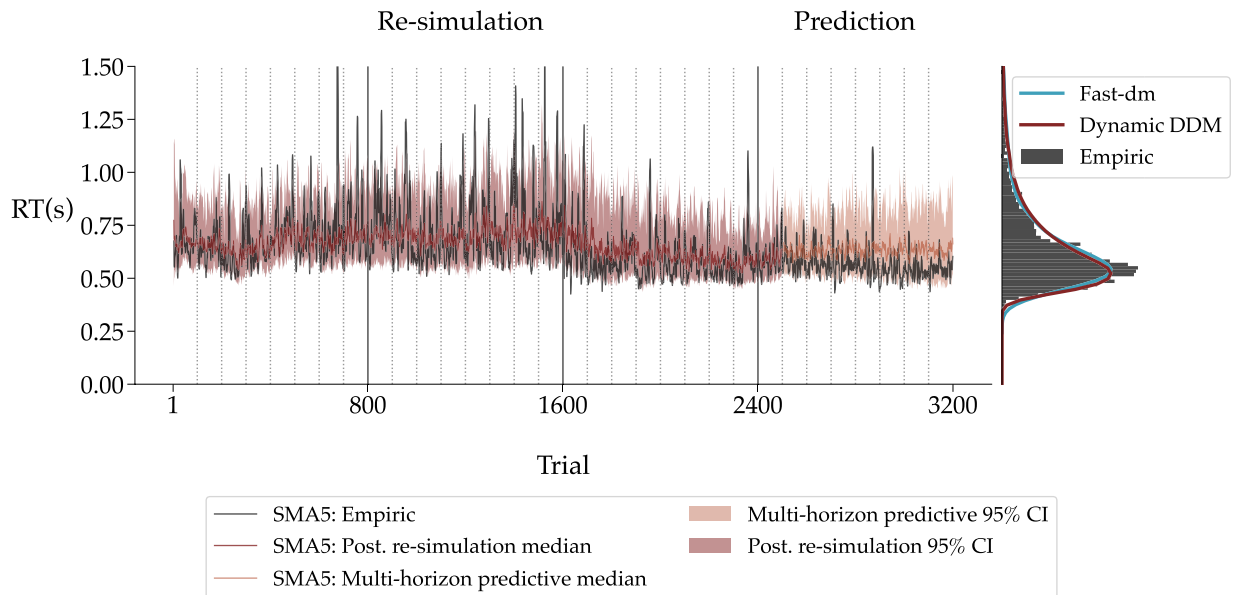 Re-simulation Prediction
1.50
1.25
1.00
0.75
0.50
0.25
0.00
RT(s)
1 800 1600 2400 3200
Trial
Fast-dm
Dynamic DDM
Empiric
SMA5: Empiric
SMA5: Post. re-simulation median
SMA5: Multi-horizon predictive median
Multi-horizon predictive 95% CI
Post. re-simulation 95% CI